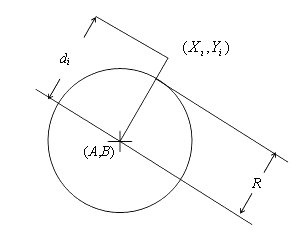 (X_i, Y_i)
d_i
(A,B)
R